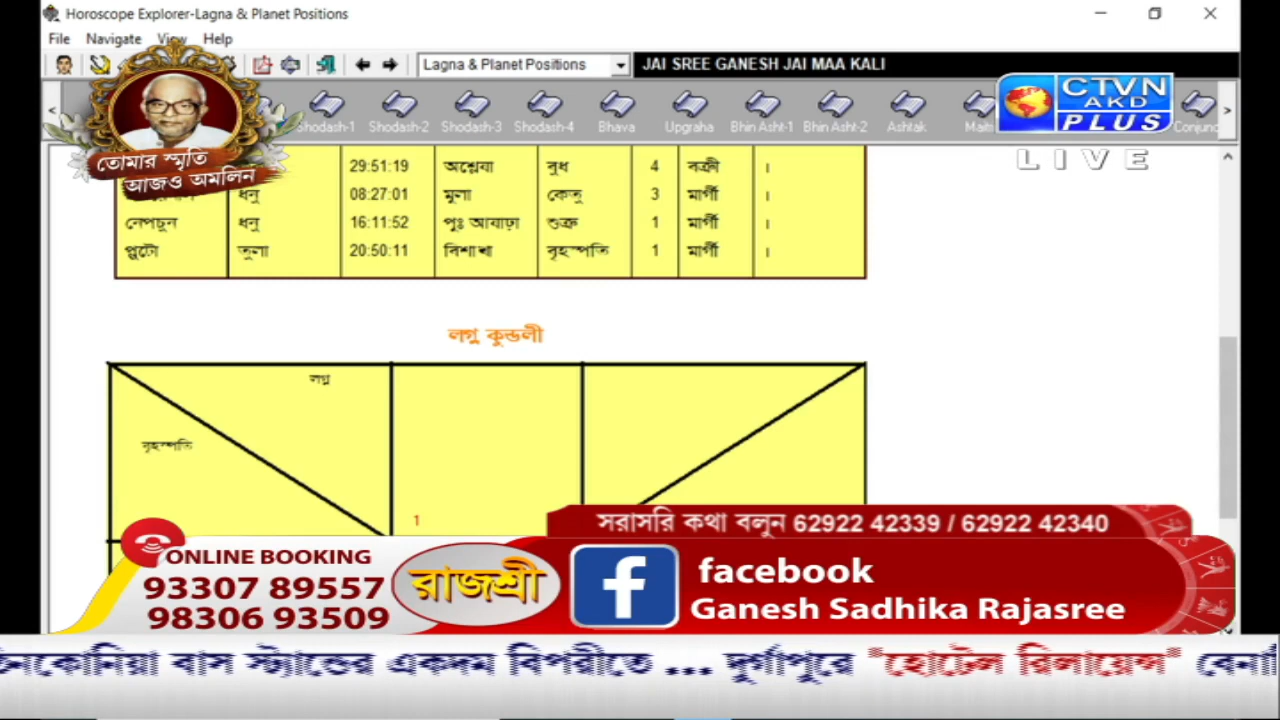 Horoscope Explorer-Lagna & Planet Positions
File Navigate View Help
Lagna & Planet Positions JAI SREE GANESH JAI MAA KALI
Shodash-1 Shodash-2 Shodash-3 Shodash-4 Bhava Upgraha Bhin Asht-1 Bhin Asht-2 Ashtak
CTVN
AKD
PLUS
LIVE
তোমার স্মৃতি
আজও অমলিন
29:51:19 অশ্লেষা বুধ 4 বক্রী ।
ধনু 08:27:01 মুলা কেতু 3 মার্গী ।
নেপচুন ধনু 16:11:52 পুঃ আষাঢ়া শুক্র 1 মার্গী ।
প্লুটো তুলা 20:50:11 বিশাখা বৃহস্পতি 1 মার্গী ।
লগ্ন কুন্ডলী
লগ্ন
বৃহস্পতি
1
সরাসরি কথা বলুন 62922 42339 / 62922 42340
ONLINE BOOKING
93307 89557
98306 93509
রাজশ্রী
facebook
Ganesh Sadhika Rajasree
বাস স্ট্যান্ডের একদম বিপরীতে ... দূর্গাপুরে "হোটেল রিলায়েন্স"